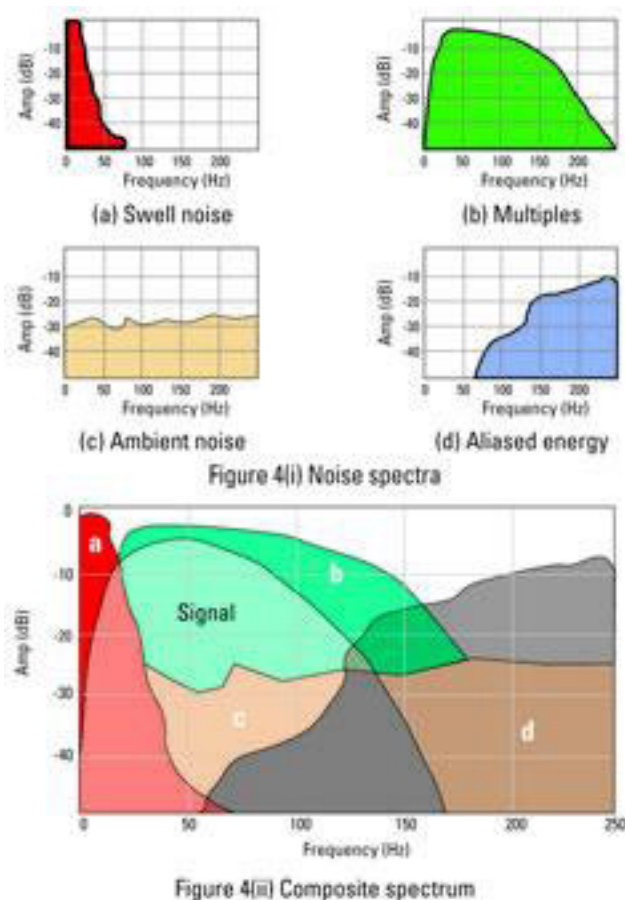 Amp (dB)
-10
-20
-30
-40
0 50 100 150 200
Frequency (Hz)
(a) Swell noise
Amp (dB)
-10
-20
-30
-40
0 50 100 150 200
Frequency (Hz)
(b) Multiples
Amp (dB)
-10
-20
-30
-40
0 50 100 150 200
Frequency (Hz)
(c) Ambient noise
Amp (dB)
-10
-20
-30
-40
0 50 100 150 200
Frequency (Hz)
(d) Aliased energy
Figure 4(i) Noise spectra
Amp (dB)
0
-10
-20
-30
-40
a
b
Signal
c
d
0 50 100 150 200 250
Frequency (Hz)
Figure 4(ii) Composite spectrum